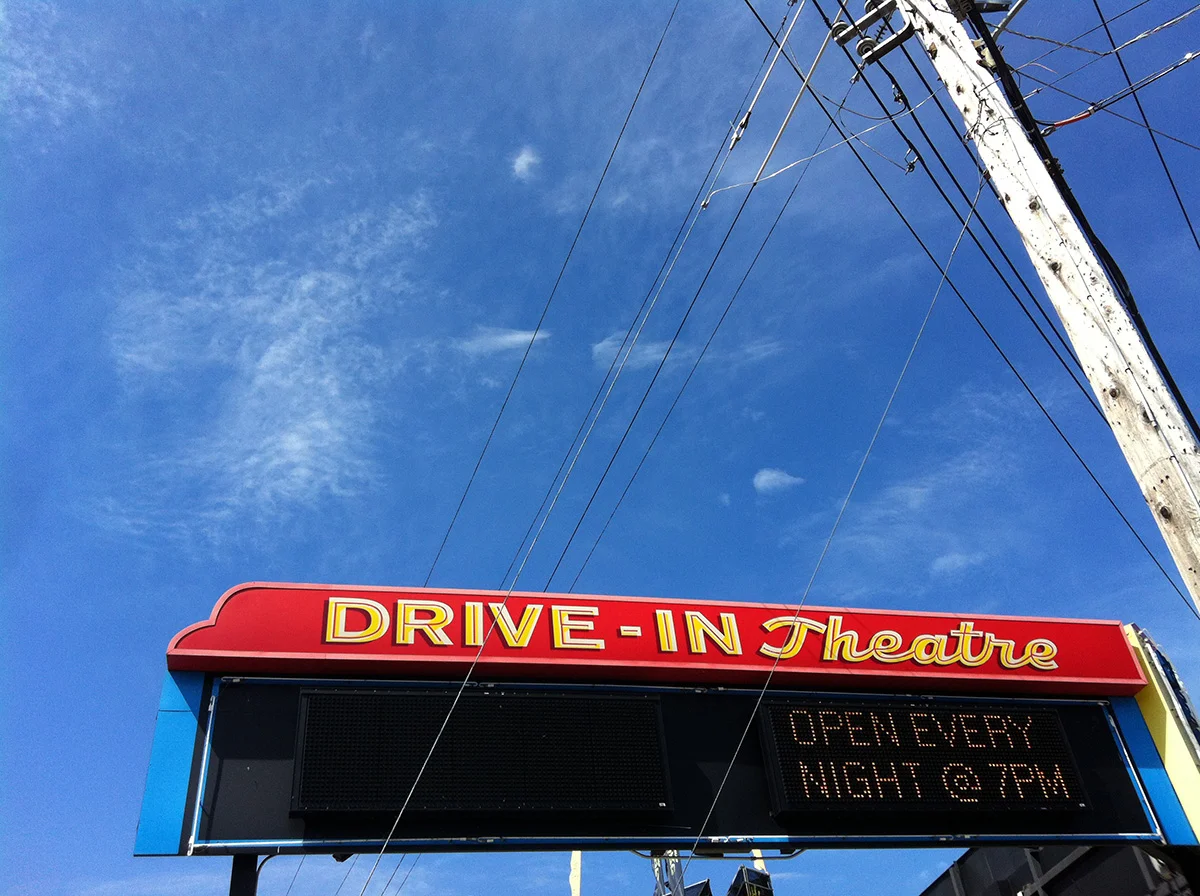 DRIVE-IN Theatre
OPEN EVERY
NIGHT @ 7PM